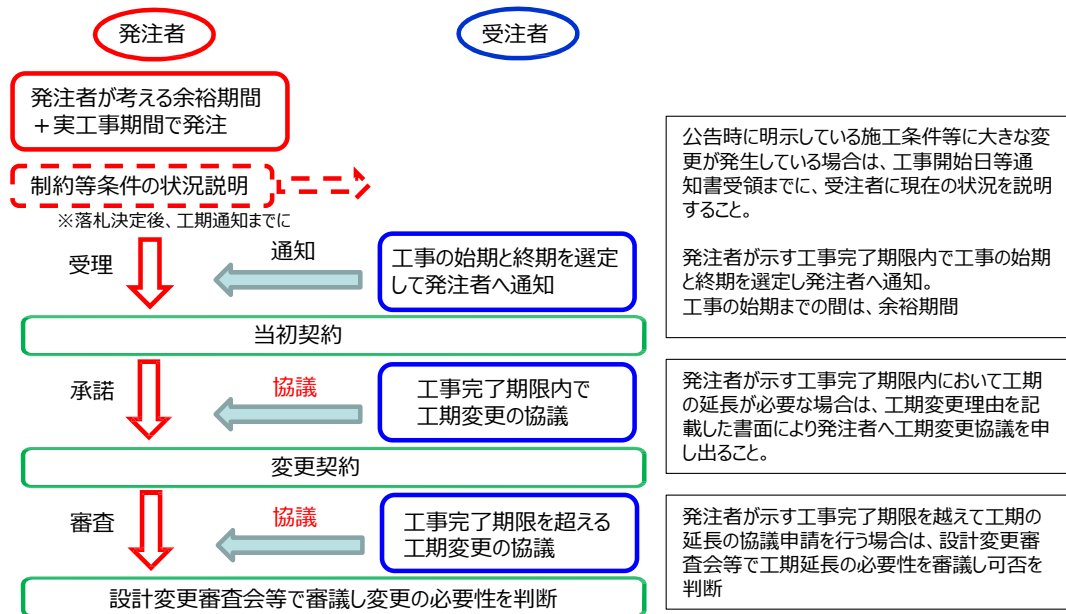 発注者
受注者
発注者が考える余裕期間
＋実工事期間で発注
制約等条件の状況説明
※落札決定後、工期通知までに
受理
通知
工事の始期と終期を選定
して発注者へ通知
当初契約
承諾
協議
工事完了期限内で
工期変更の協議
変更契約
審査
協議
工事完了期限を超える
工期変更の協議
設計変更審査会等で審議し変更の必要性を判断
公告時に明示している施工条件等に大きな変
更が発生している場合は、工事開始日等通
知書受領までに、受注者に現在の状況を説明
すること。
発注者が示す工事完了期限内で工事の始期
と終期を選定し発注者へ通知。
工事の始期までの間は、余裕期間
発注者が示す工事完了期限内において工期
の延長が必要な場合は、工期変更理由を記
載した書面により発注者へ工期変更協議を申
し出ること。
発注者が示す工事完了期限を越えて工期の
延長の協議申請を行う場合は、設計変更審
査会等で工期延長の必要性を審議し可否を
判断